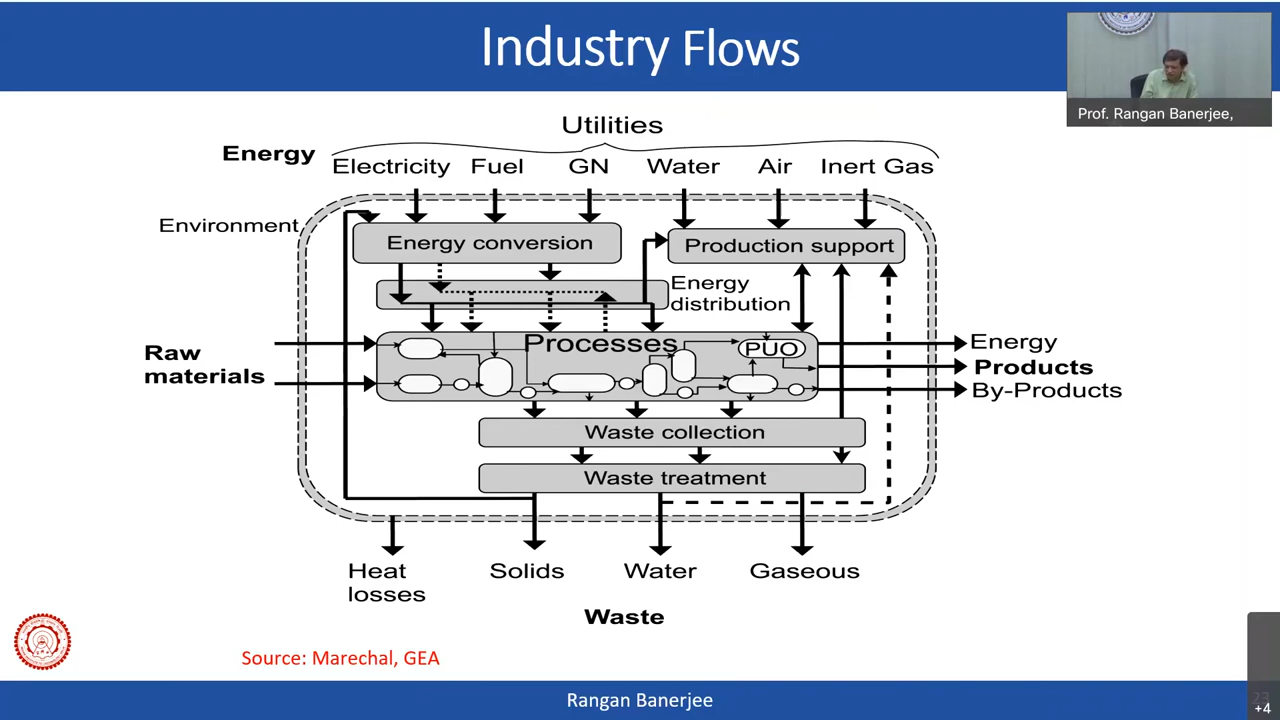 Industry Flows
Prof. Rangan Banerjee,
Utilities
Energy
Electricity Fuel GN Water Air Inert Gas
Environment
Energy conversion
Production support
Energy
distribution
Raw
materials
Processes
PUO
Energy
Products
By-Products
Waste collection
Waste treatment
Heat
losses
Solids
Water
Gaseous
Waste
Source: Marechal, GEA
Rangan Banerjee
23
+4